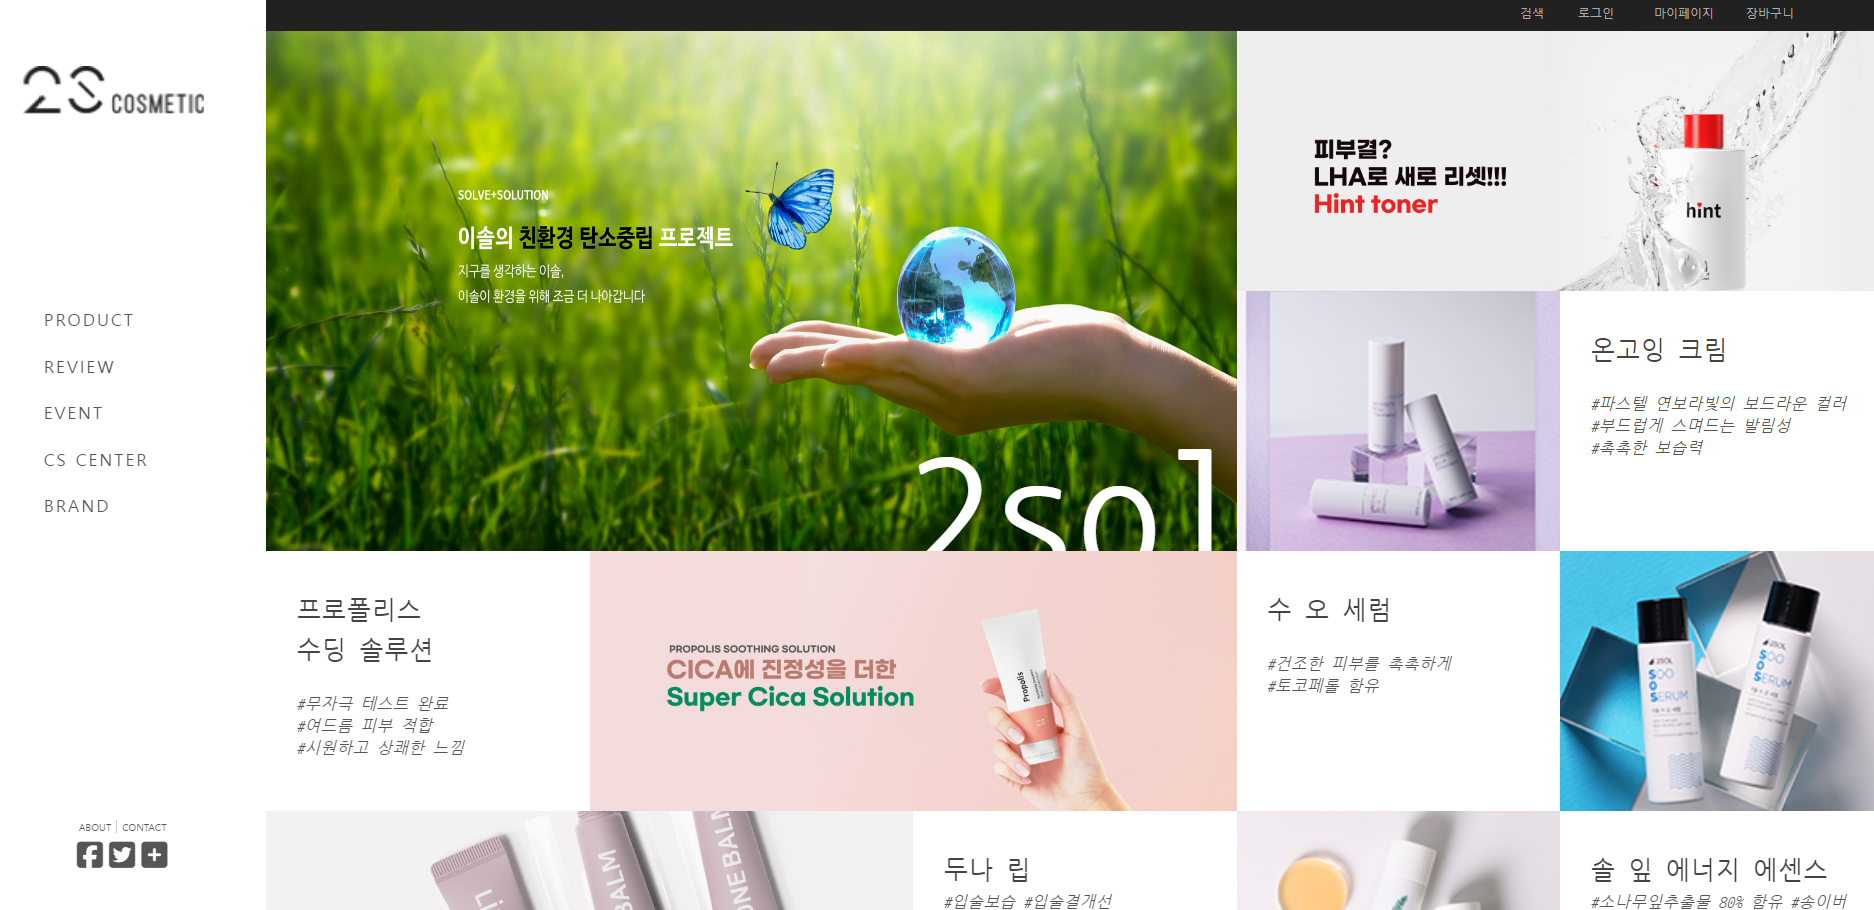 검색 로그인 마이페이지 장바구니
2S COSMETIC
PRODUCT
REVIEW
EVENT
CS CENTER
BRAND
ABOUT CONTACT
SOLVE+SOLUTION
이솔의 친환경 탄소중립 프로젝트
지구를 생각하는 이솔,
이솔이 환경을 위해 조금 더 나아갑니다
2sol
피부결?
LHA로 새로 리셋!!!
Hint toner
hint
온고잉 크림
#파스텔 연보라빛의 보드라운 컬러
#부드럽게 스며드는 발림성
#촉촉한 보습력
프로폴리스
수딩 솔루션
#무자극 테스트 완료
#여드름 피부 적합
#시원하고 상쾌한 느낌
PROPOLIS SOOTHING SOLUTION
CICA에 진정성을 더한
Super Cica Solution
Propolis
수 오 세럼
#건조한 피부를 촉촉하게
#토코페롤 함유
2SOL
SOO
SERUM
2SOL
SOO
SERUM
BALM
ONE BALM
두나 립
#입술보습 #입술결개선
솔 잎 에너지 에센스
#소나무잎추출물 80% 함유 #송이버